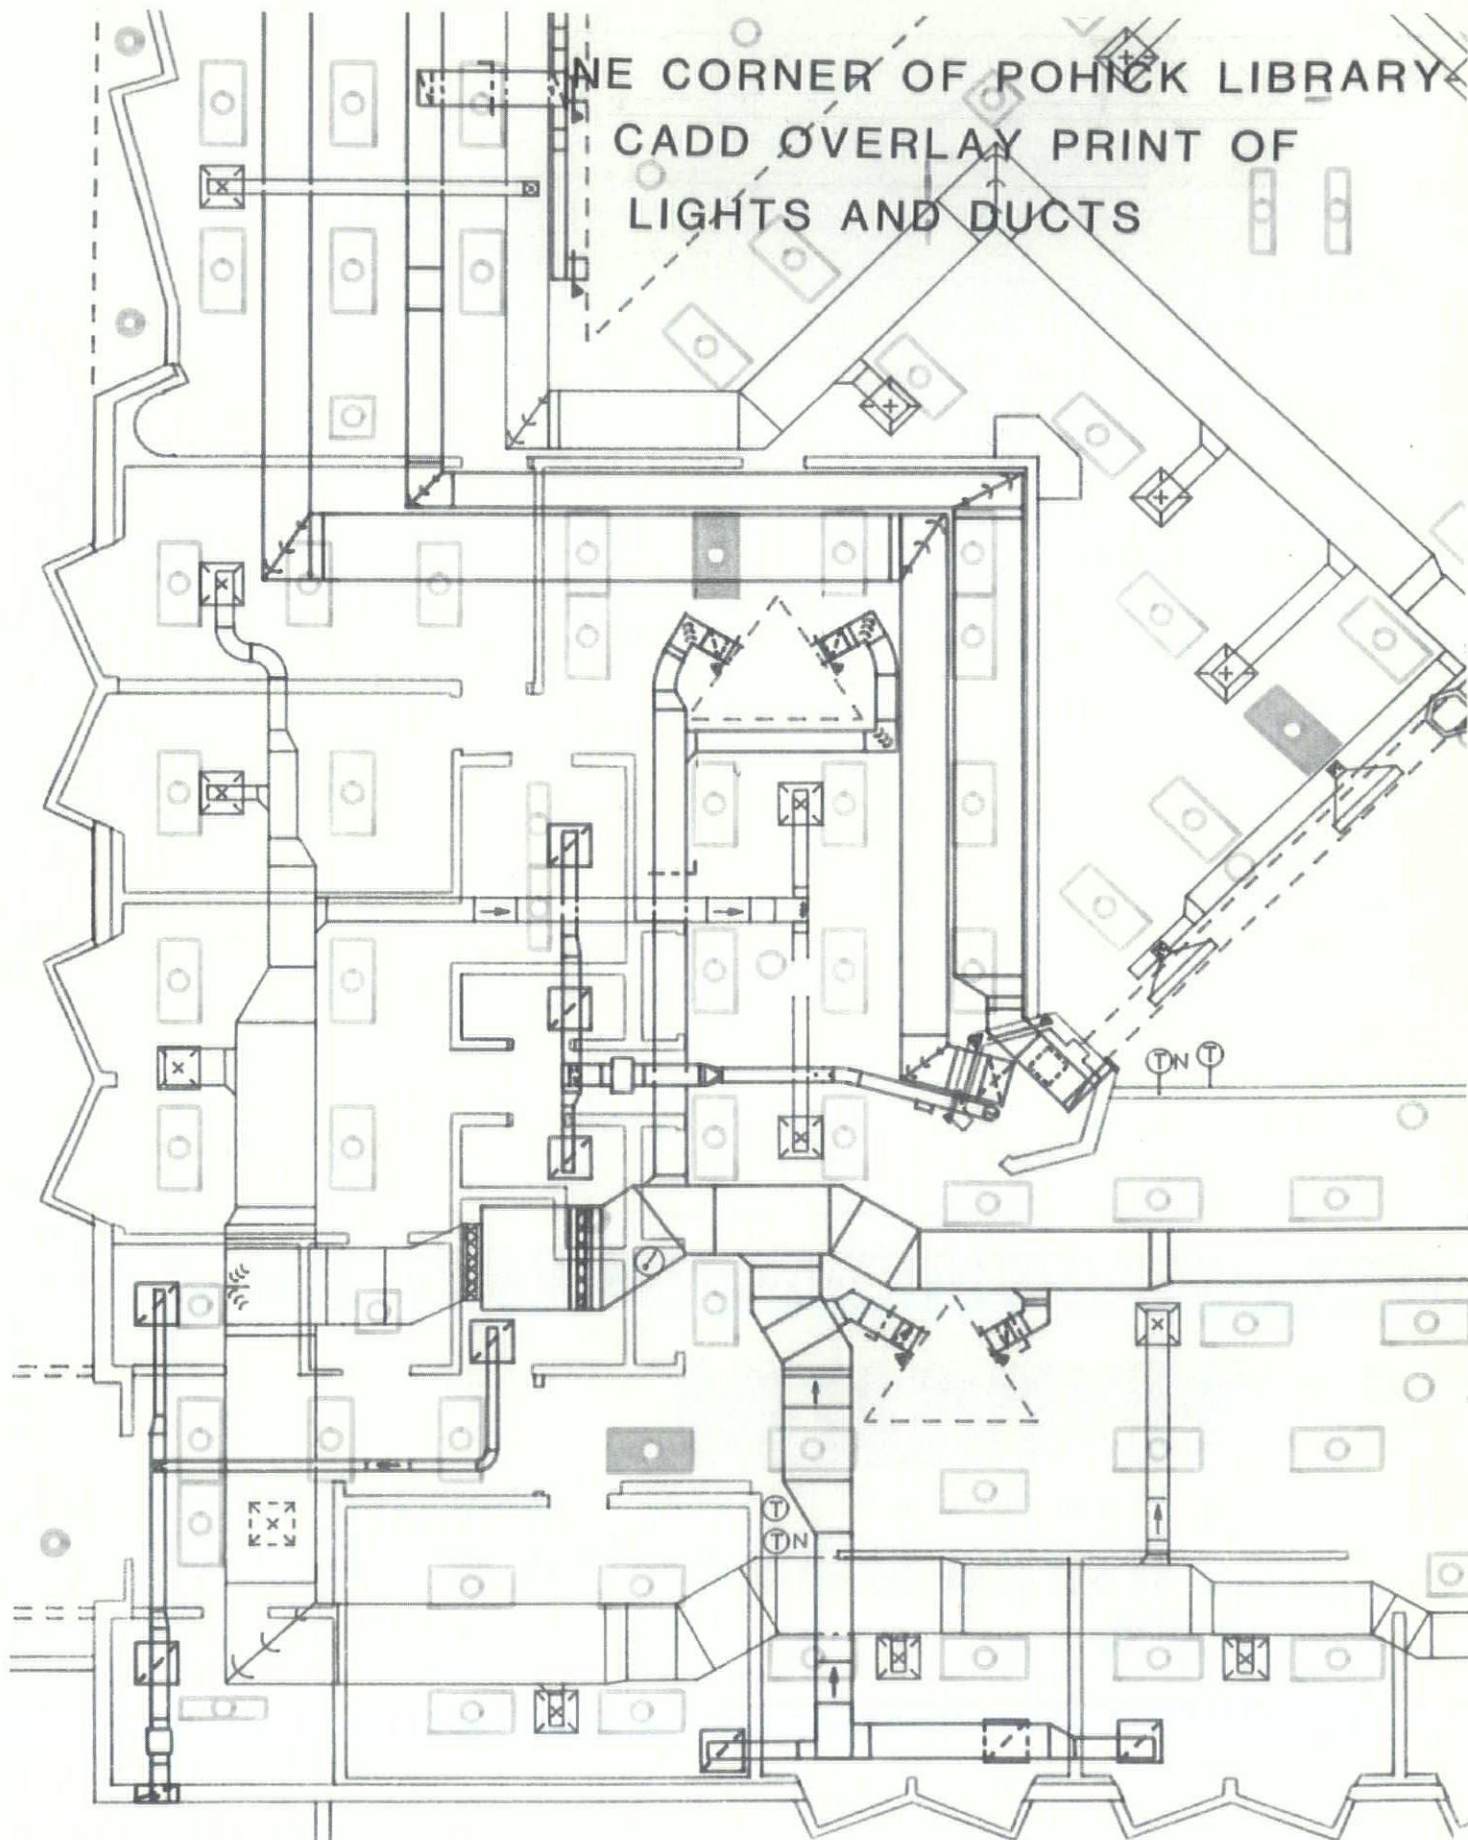 NE CORNER OF POHICK LIBRARY
CADD OVERLAY PRINT OF
LIGHTS AND DUCTS
T N T
T
T N